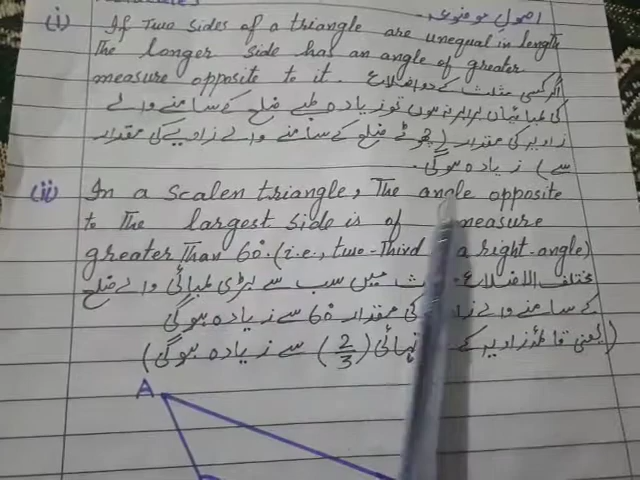 اصولِ موضوعہ
(i) If Two sides of a triangle are unequal in length
The longer side has an angle of greater
measure opposite to it. اگر کسی مثلث کے دو اضلاع
کی لمبائیاں برابر نہ ہوں تو زیادہ لمبے ضلع کے سامنے والے
زاویہ کی مقدار (چھوٹے ضلع کے سامنے والے زاویے کی مقدار
سے) زیادہ ہوگی۔
(ii) In a scalen triangle, The angle opposite
to The largest side is of measure
greater Than 60°. (i.e., two-Third a right-angle)
مختلف الاضلاع میں سب سے بڑی لمبائی والے ضلع
کے سامنے والے کی مقدار 60° سے زیادہ ہوگی
(یعنی قائمہ زاویہ کے تہائی (2/3) سے زیادہ ہوگی)
A